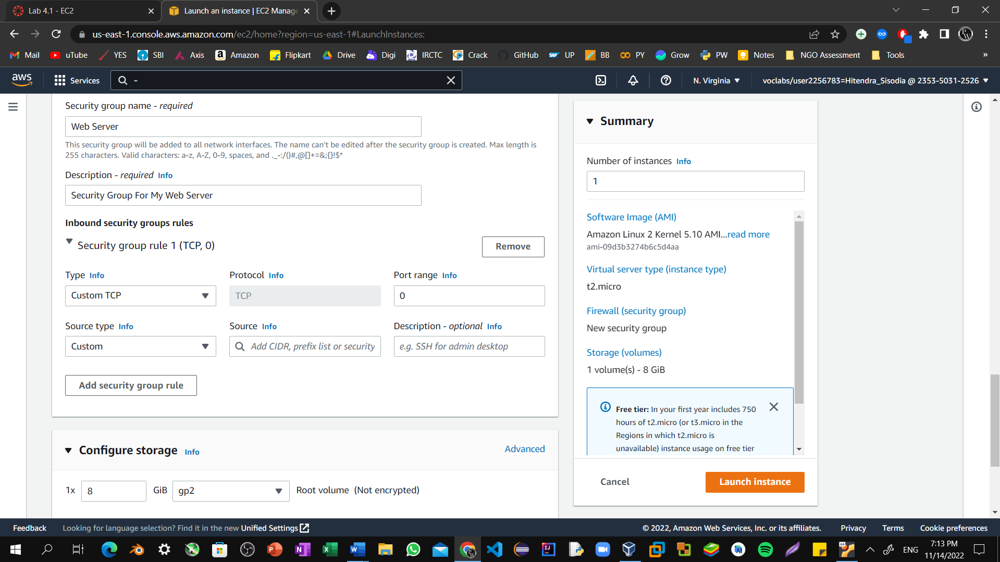 Lab 4.1 - EC2
Launch an instance | EC2 Manage
us-east-1.console.aws.amazon.com/ec2/home?region=us-east-1#LaunchInstances:
Mail uTube YES SBI Axis Amazon Flipkart Drive Digi IRCTC Crack GitHub UP BB PY Grow PW Notes NGO Assessment Tools »
aws Services - N. Virginia voclabs/user2256783=Hitendra_Sisodia @ 2353-5031-2526
Security group name - required
Web Server
This security group will be added to all network interfaces. The name can't be edited after the security group is created. Max length is
255 characters. Valid characters: a-z, A-Z, 0-9, spaces, and ._-:/()#,@[]+=&;{}!$*
Description - required Info
Security Group For My Web Server
Inbound security groups rules
Security group rule 1 (TCP, 0)
Remove
Type Info Protocol Info Port range Info
Custom TCP TCP 0
Source type Info Source Info Description - optional Info
Custom Add CIDR, prefix list or security e.g. SSH for admin desktop
Add security group rule
Configure storage Info Advanced
1x 8 GiB gp2 Root volume (Not encrypted)
Summary
Number of instances Info
1
Software Image (AMI)
Amazon Linux 2 Kernel 5.10 AMI...read more
ami-09d3b3274b6c5d4aa
Virtual server type (instance type)
t2.micro
Firewall (security group)
New security group
Storage (volumes)
1 volume(s) - 8 GiB
Free tier: In your first year includes 750
hours of t2.micro (or t3.micro in the
Regions in which t2.micro is
unavailable) instance usage on free tier
Cancel Launch instance
Feedback Looking for language selection? Find it in the new Unified Settings © 2022, Amazon Web Services, Inc. or its affiliates. Privacy Terms Cookie preferences
ENG
7:13 PM
11/14/2022